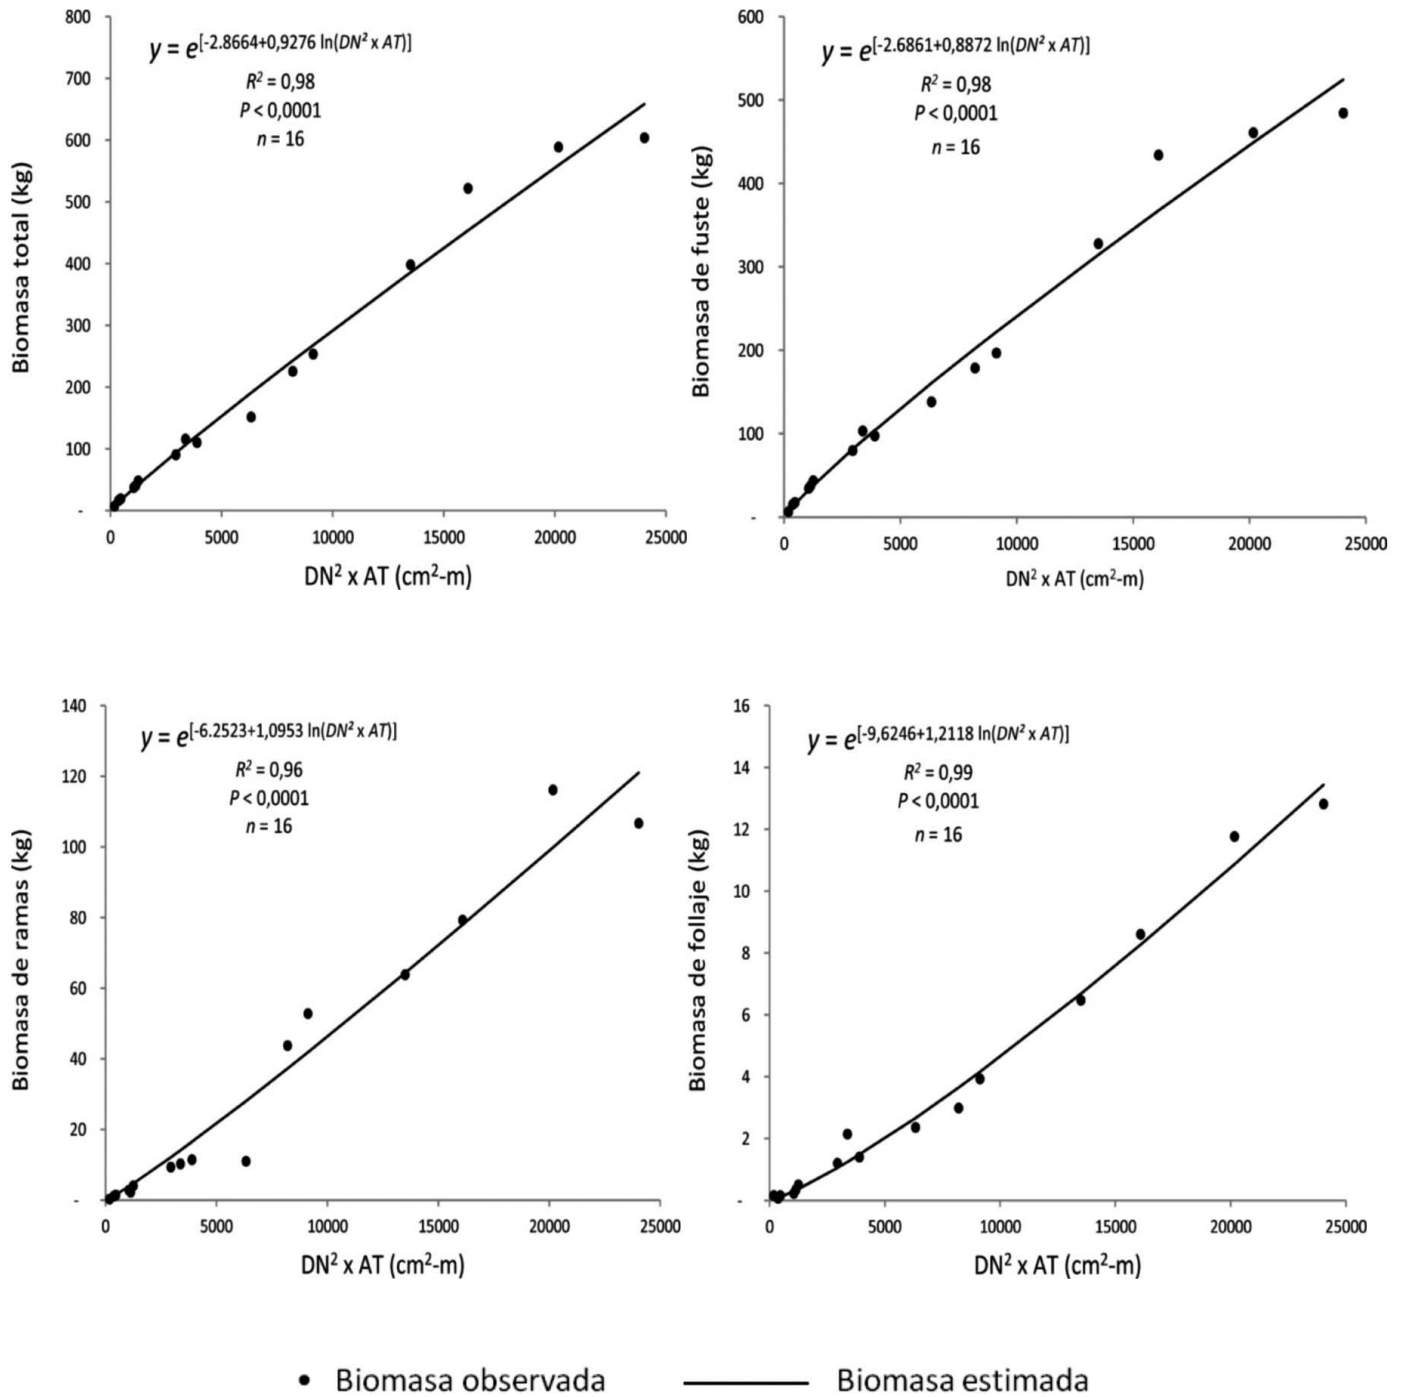 Biomasa total (kg)
800
700
600
500
400
300
200
100
-
y = e[-2.8664+0,9276 ln(DN² x AT)]
R² = 0,98
P < 0,0001
n = 16
0 5000 10000 15000 20000 25000
DN² x AT (cm²-m)
Biomasa de fuste (kg)
600
500
400
300
200
100
-
y = e[-2.6861+0,8872 ln(DN² x AT)]
R² = 0,98
P < 0,0001
n = 16
0 5000 10000 15000 20000 25000
DN² x AT (cm²-m)
Biomasa de ramas (kg)
140
120
100
80
60
40
20
-
y = e[-6.2523+1,0953 ln(DN² x AT)]
R² = 0,96
P < 0,0001
n = 16
0 5000 10000 15000 20000 25000
DN² x AT (cm²-m)
Biomasa de follaje (kg)
16
14
12
10
8
6
4
2
-
y = e[-9,6246+1,2118 ln(DN² x AT)]
R² = 0,99
P < 0,0001
n = 16
0 5000 10000 15000 20000 25000
DN² x AT (cm²-m)
Biomasa observada Biomasa estimada